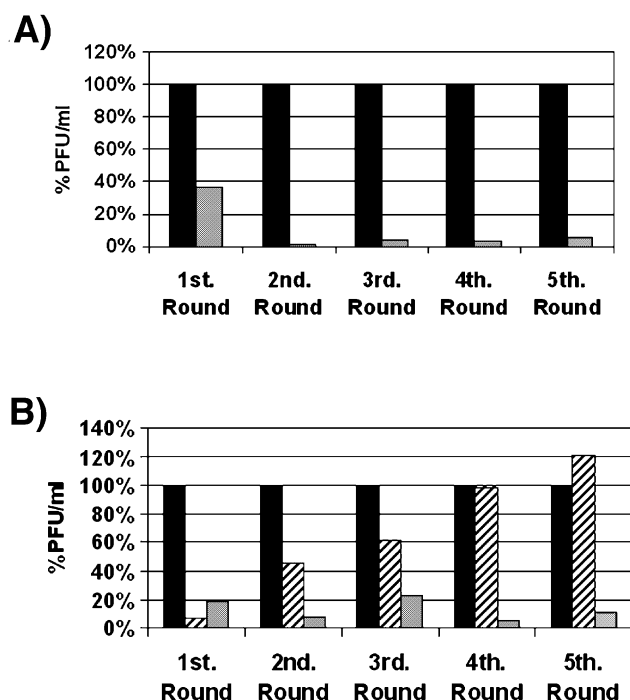 A)
120%
100%
80%
60%
40%
20%
0%
%PFU/ml
1st. 2nd. 3rd. 4th. 5th.
Round Round Round Round Round
B)
140%
120%
100%
80%
60%
40%
20%
0%
%PFU/ml
1st. 2nd. 3rd. 4th. 5th.
Round Round Round Round Round